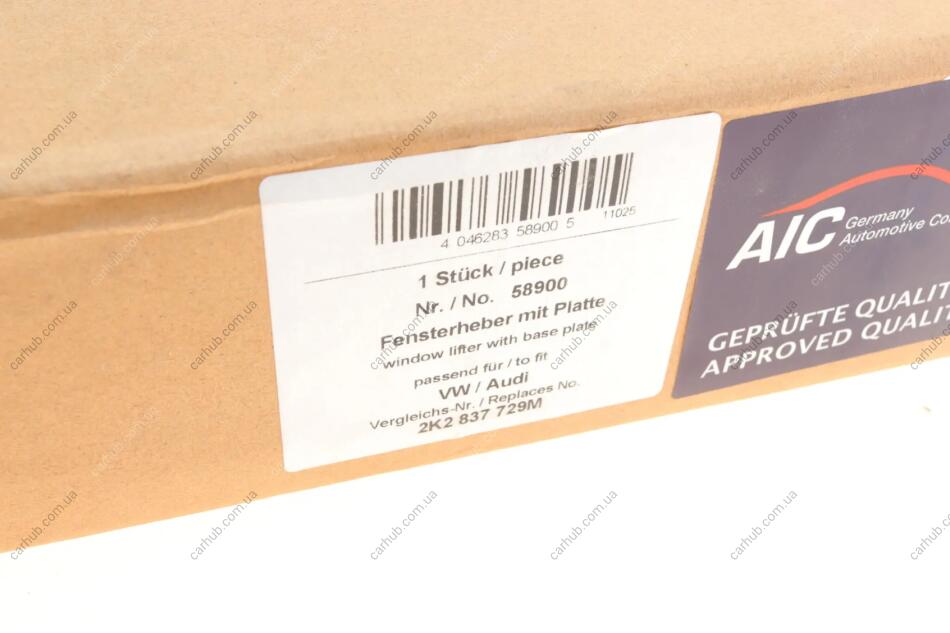 4 046283 58900 5
11025
1 Stück / piece
Nr. / No. 58900
Fensterheber mit Platte
window lifter with base plate
passend für / to fit
VW / Audi
Vergleichs-Nr. / Replaces No.
2K2 837 729M
AIC Germany
Automotive Co
GEPRÜFTE QUALIT
APPROVED QUALIT
carhub.com.ua